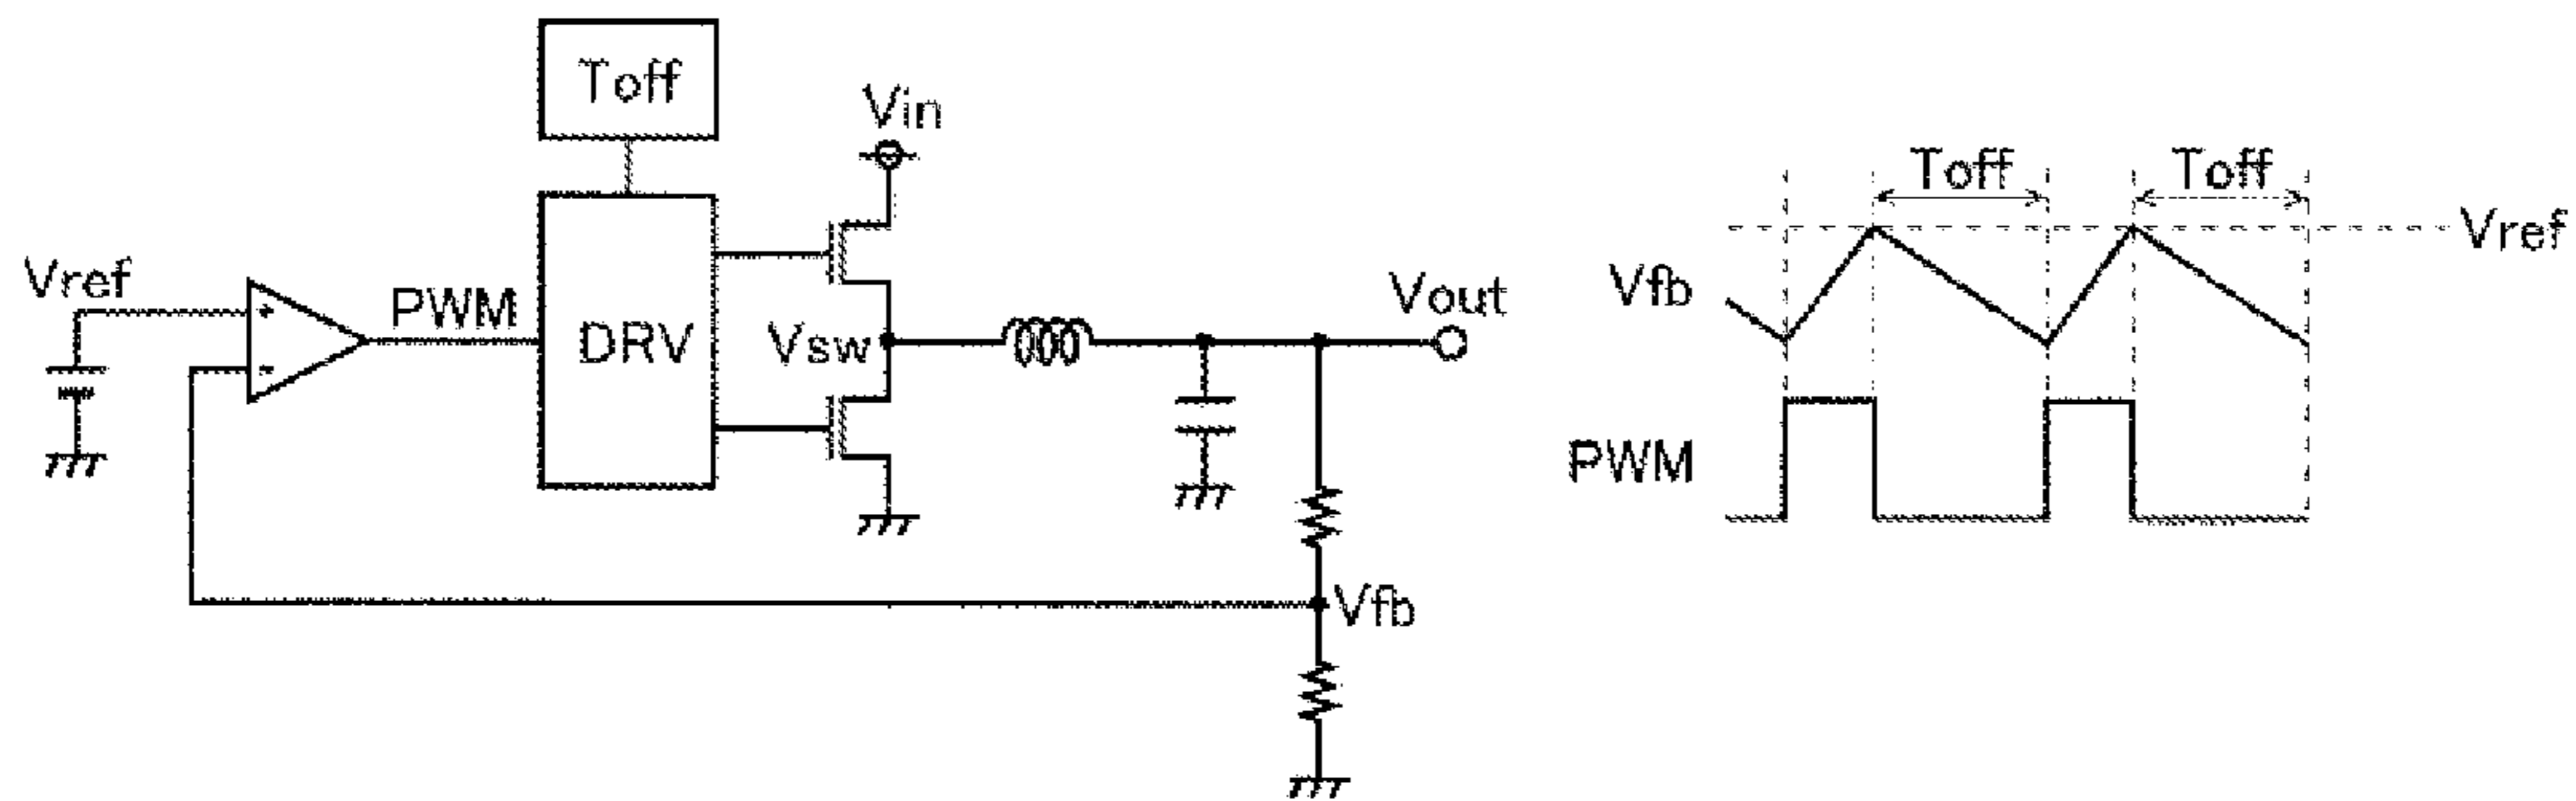 Toff
Vin
Vref
+
-
PWM
DRV
Vsw
Vout
Vfb
Toff
Toff
Vref
Vfb
PWM